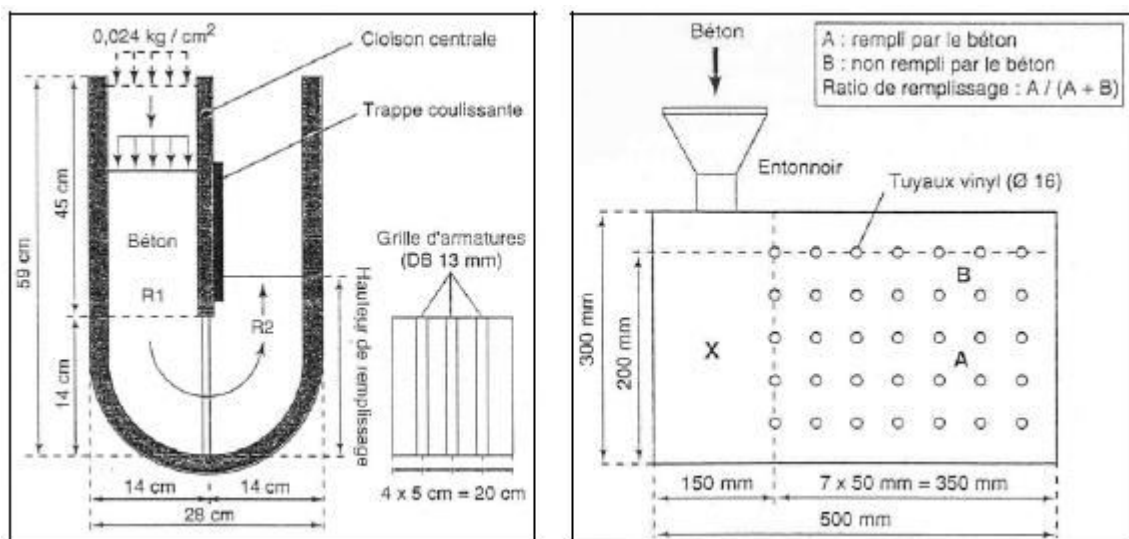 0,024 kg / cm²
Cloison centrale
Trappe coulissante
59 cm
45 cm
Béton
R1
R2
14 cm
Hauteur de remplissage
Grille d'armatures
(DB 13 mm)
14 cm
14 cm
28 cm
4 x 5 cm = 20 cm
Béton
A : rempli par le béton
B : non rempli par le béton
Ratio de remplissage : A / (A + B)
Entonnoir
Tuyaux vinyl (Ø 16)
300 mm
200 mm
X
B
A
150 mm
7 x 50 mm = 350 mm
500 mm